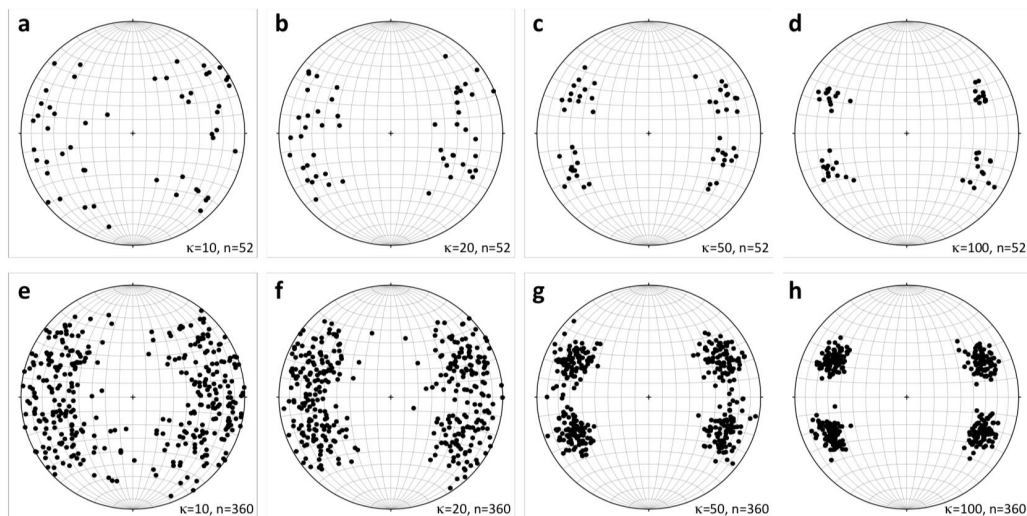 a
b
c
d
κ=10, n=52
κ=20, n=52
κ=50, n=52
κ=100, n=52
e
f
g
h
κ=10, n=360
κ=20, n=360
κ=50, n=360
κ=100, n=360